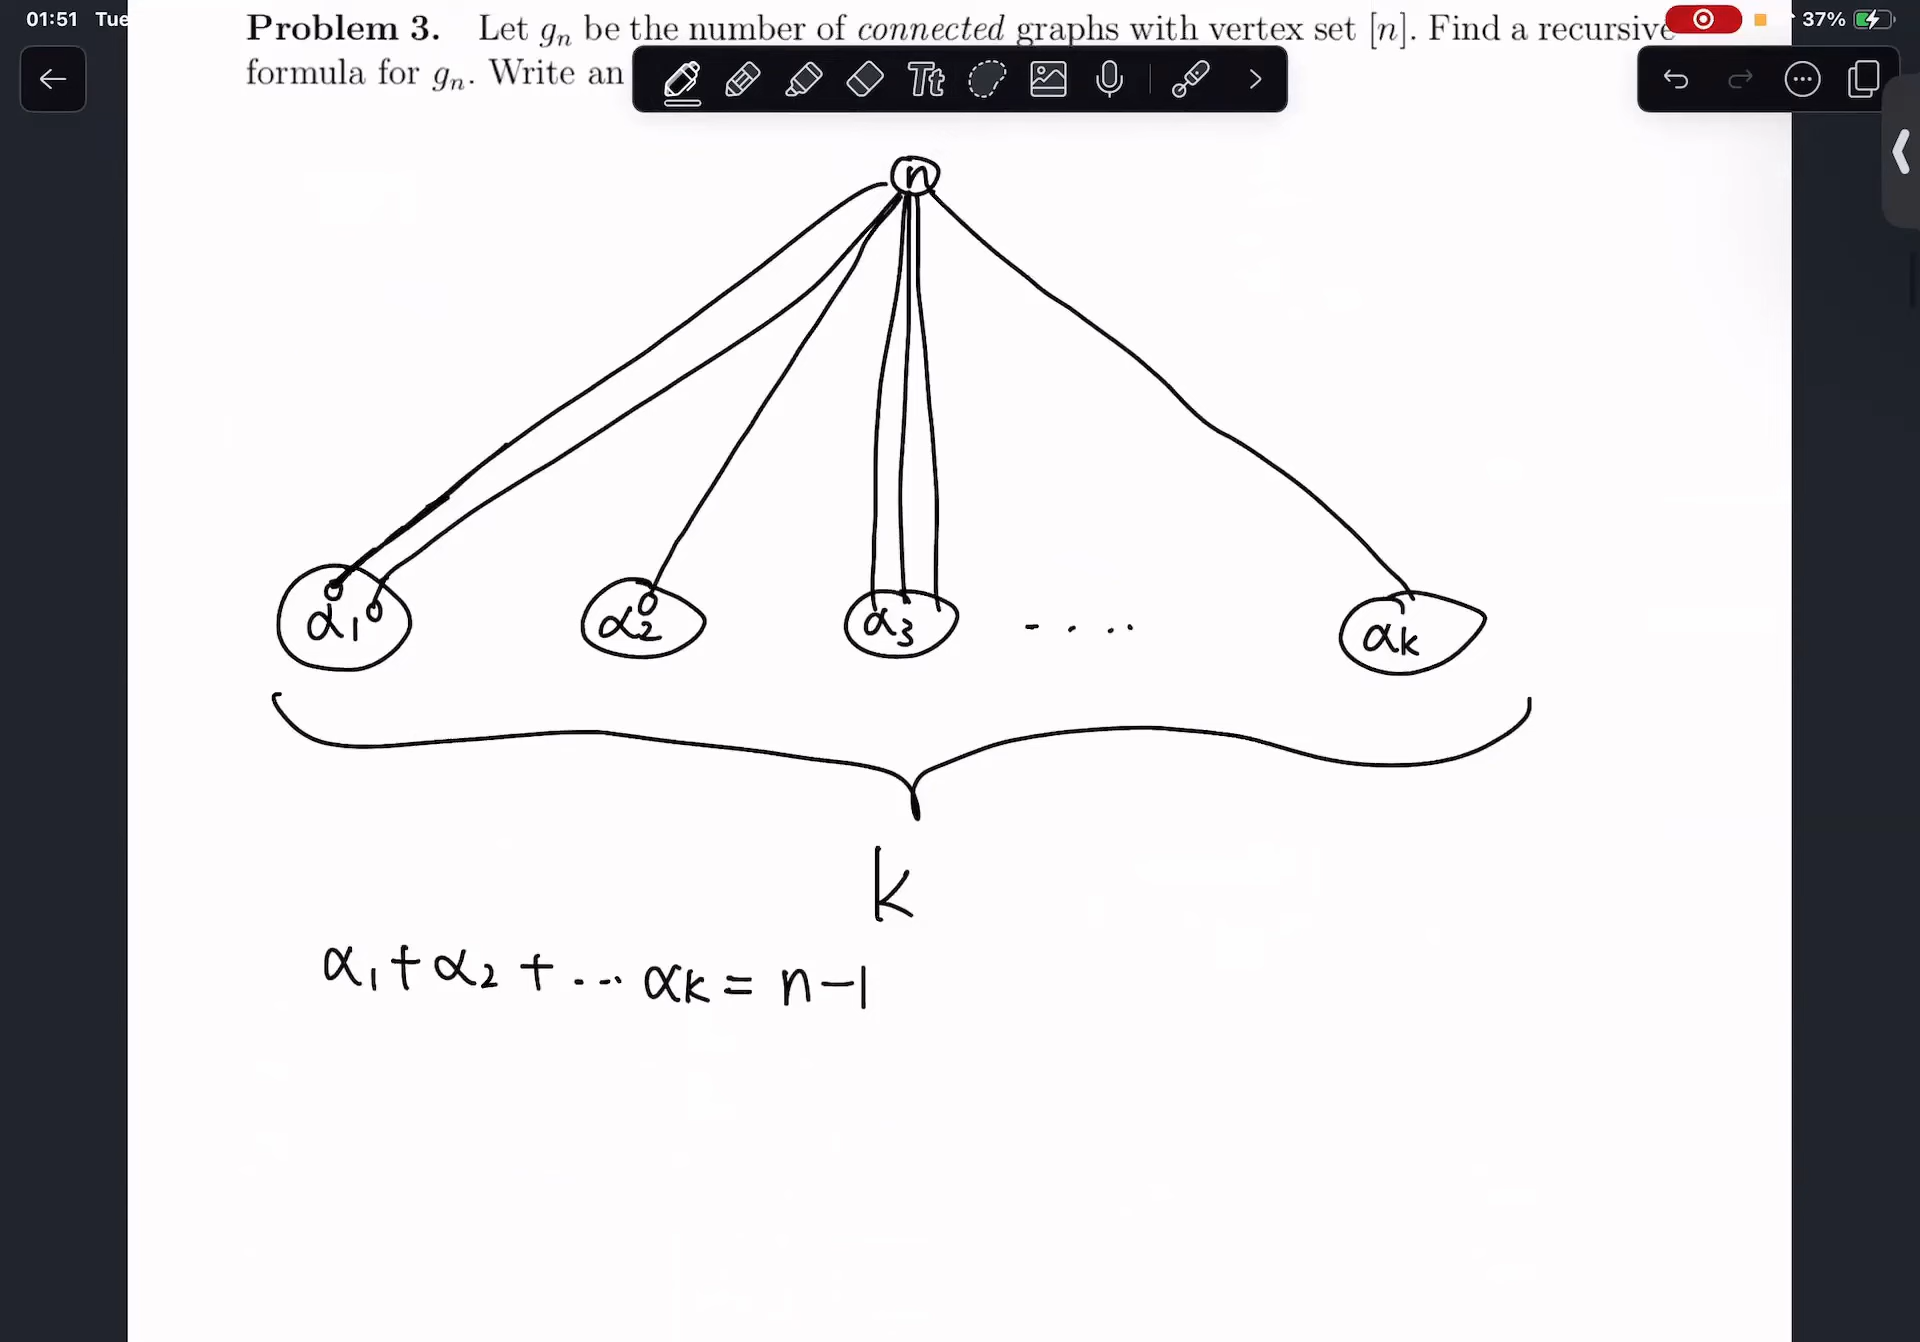 01:51 Tue
37%
Problem 3. Let gₙ be the number of connected graphs with vertex set [n]. Find a recursive
formula for gₙ. Write an
Tt
n
α₁ α₂ α₃ - . . . αk
k
α₁ + α₂ + ... αk = n-1